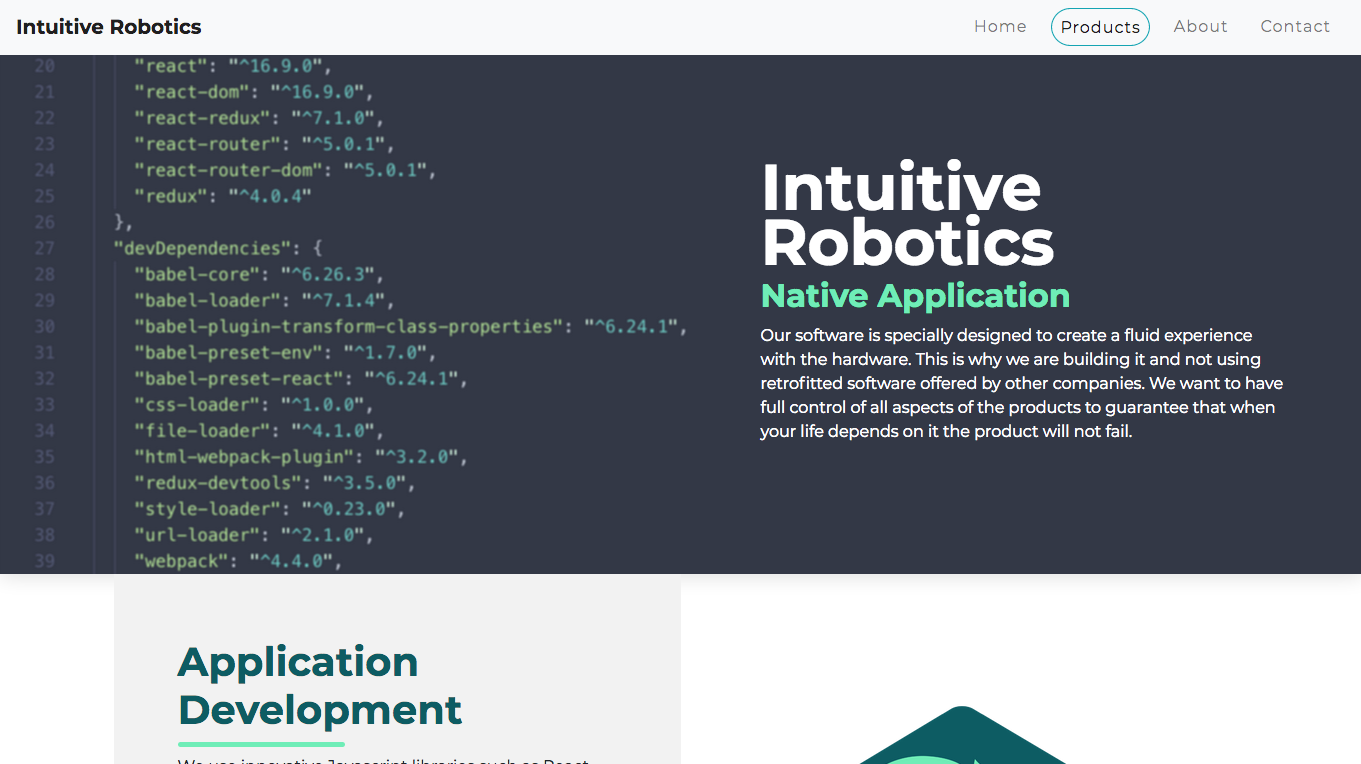 Intuitive Robotics
Home
Products
About
Contact
20 "react": "^16.9.0",
21 "react-dom": "^16.9.0",
22 "react-redux": "^7.1.0",
23 "react-router": "^5.0.1",
24 "react-router-dom": "^5.0.1",
25 "redux": "^4.0.4"
26 },
27 "devDependencies": {
28 "babel-core": "^6.26.3",
29 "babel-loader": "^7.1.4",
30 "babel-plugin-transform-class-properties": "^6.24.1",
31 "babel-preset-env": "^1.7.0",
32 "babel-preset-react": "^6.24.1",
33 "css-loader": "^1.0.0",
34 "file-loader": "^4.1.0",
35 "html-webpack-plugin": "^3.2.0",
36 "redux-devtools": "^3.5.0",
37 "style-loader": "^0.23.0",
38 "url-loader": "^2.1.0",
39 "webpack": "^4.4.0",
Intuitive
Robotics
Native Application
Our software is specially designed to create a fluid experience
with the hardware. This is why we are building it and not using
retrofitted software offered by other companies. We want to have
full control of all aspects of the products to guarantee that when
your life depends on it the product will not fail.
Application
Development
We use innovative Javascript libraries such as React